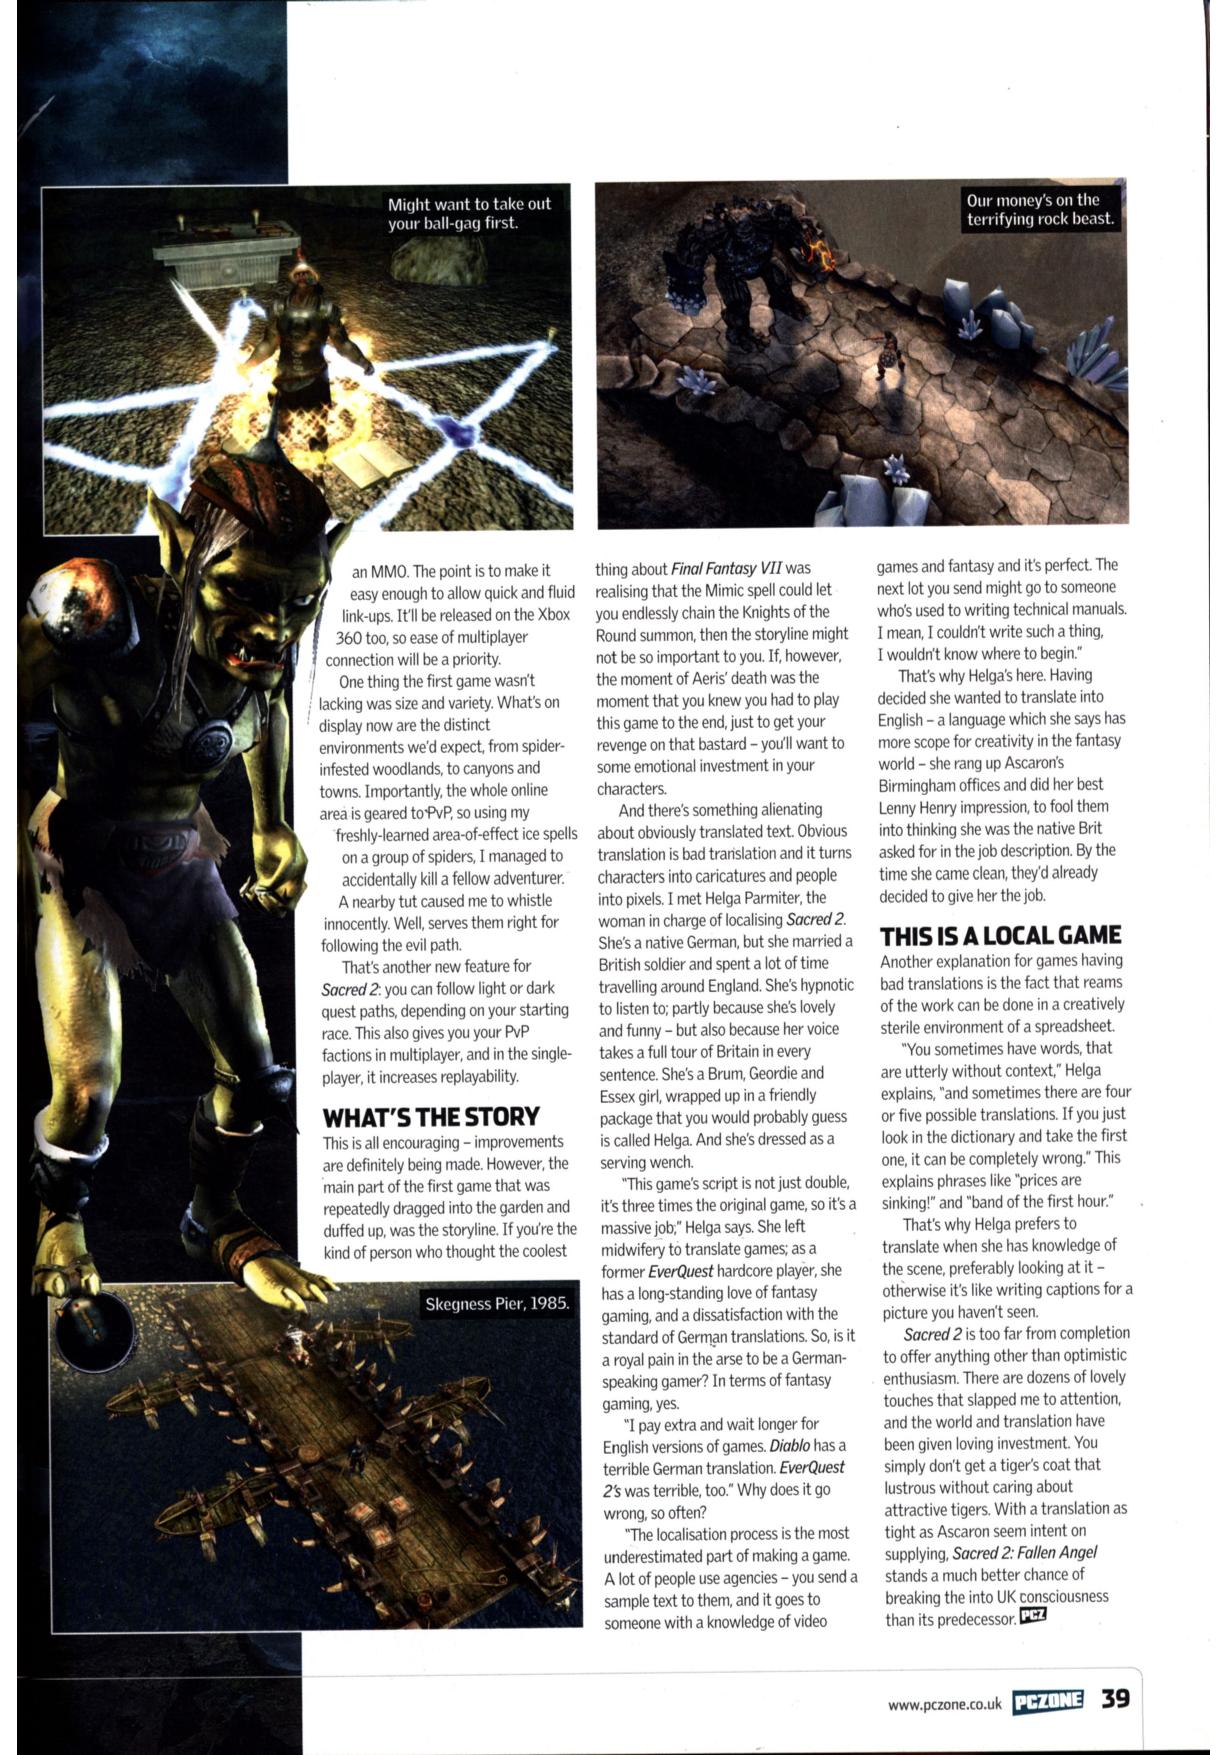 Might want to take out
your ball-gag first.
Our money's on the
terrifying rock beast.
an MMO. The point is to make it
easy enough to allow quick and fluid
link-ups. It'll be released on the Xbox
360 too, so ease of multiplayer
connection will be a priority.
One thing the first game wasn't
lacking was size and variety. What's on
display now are the distinct
environments we'd expect, from spider-
infested woodlands, to canyons and
towns. Importantly, the whole online
area is geared to PvP, so using my
freshly-learned area-of-effect ice spells
on a group of spiders, I managed to
accidentally kill a fellow adventurer.
A nearby tut caused me to whistle
innocently. Well, serves them right for
following the evil path.
That's another new feature for
Sacred 2: you can follow light or dark
quest paths, depending on your starting
race. This also gives you your PvP
factions in multiplayer, and in the single-
player, it increases replayability.
WHAT'S THE STORY
This is all encouraging – improvements
are definitely being made. However, the
main part of the first game that was
repeatedly dragged into the garden and
duffed up, was the storyline. If you're the
kind of person who thought the coolest
Skegness Pier, 1985.
thing about Final Fantasy VII was
realising that the Mimic spell could let
you endlessly chain the Knights of the
Round summon, then the storyline might
not be so important to you. If, however,
the moment of Aeris' death was the
moment that you knew you had to play
this game to the end, just to get your
revenge on that bastard – you'll want to
some emotional investment in your
characters.
And there's something alienating
about obviously translated text. Obvious
translation is bad translation and it turns
characters into caricatures and people
into pixels. I met Helga Parmiter, the
woman in charge of localising Sacred 2.
She's a native German, but she married a
British soldier and spent a lot of time
travelling around England. She's hypnotic
to listen to; partly because she's lovely
and funny – but also because her voice
takes a full tour of Britain in every
sentence. She's a Brum, Geordie and
Essex girl, wrapped up in a friendly
package that you would probably guess
is called Helga. And she's dressed as a
serving wench.
"This game's script is not just double,
it's three times the original game, so it's a
massive job," Helga says. She left
midwifery to translate games; as a
former EverQuest hardcore player, she
has a long-standing love of fantasy
gaming, and a dissatisfaction with the
standard of German translations. So, is it
a royal pain in the arse to be a German-
speaking gamer? In terms of fantasy
gaming, yes.
"I pay extra and wait longer for
English versions of games. Diablo has a
terrible German translation. EverQuest
2's was terrible, too." Why does it go
wrong, so often?
"The localisation process is the most
underestimated part of making a game.
A lot of people use agencies – you send a
sample text to them, and it goes to
someone with a knowledge of video
games and fantasy and it's perfect. The
next lot you send might go to someone
who's used to writing technical manuals.
I mean, I couldn't write such a thing,
I wouldn't know where to begin."
That's why Helga's here. Having
decided she wanted to translate into
English – a language which she says has
more scope for creativity in the fantasy
world – she rang up Ascaron's
Birmingham offices and did her best
Lenny Henry impression, to fool them
into thinking she was the native Brit
asked for in the job description. By the
time she came clean, they'd already
decided to give her the job.
THIS IS A LOCAL GAME
Another explanation for games having
bad translations is the fact that reams
of the work can be done in a creatively
sterile environment of a spreadsheet.
"You sometimes have words, that
are utterly without context," Helga
explains, "and sometimes there are four
or five possible translations. If you just
look in the dictionary and take the first
one, it can be completely wrong." This
explains phrases like "prices are
sinking!" and "band of the first hour."
That's why Helga prefers to
translate when she has knowledge of
the scene, preferably looking at it –
otherwise it's like writing captions for a
picture you haven't seen.
Sacred 2 is too far from completion
to offer anything other than optimistic
enthusiasm. There are dozens of lovely
touches that slapped me to attention,
and the world and translation have
been given loving investment. You
simply don't get a tiger's coat that
lustrous without caring about
attractive tigers. With a translation as
tight as Ascaron seem intent on
supplying, Sacred 2: Fallen Angel
stands a much better chance of
breaking the into UK consciousness
than its predecessor. PCZ
www.pczone.co.uk PCZONE 39